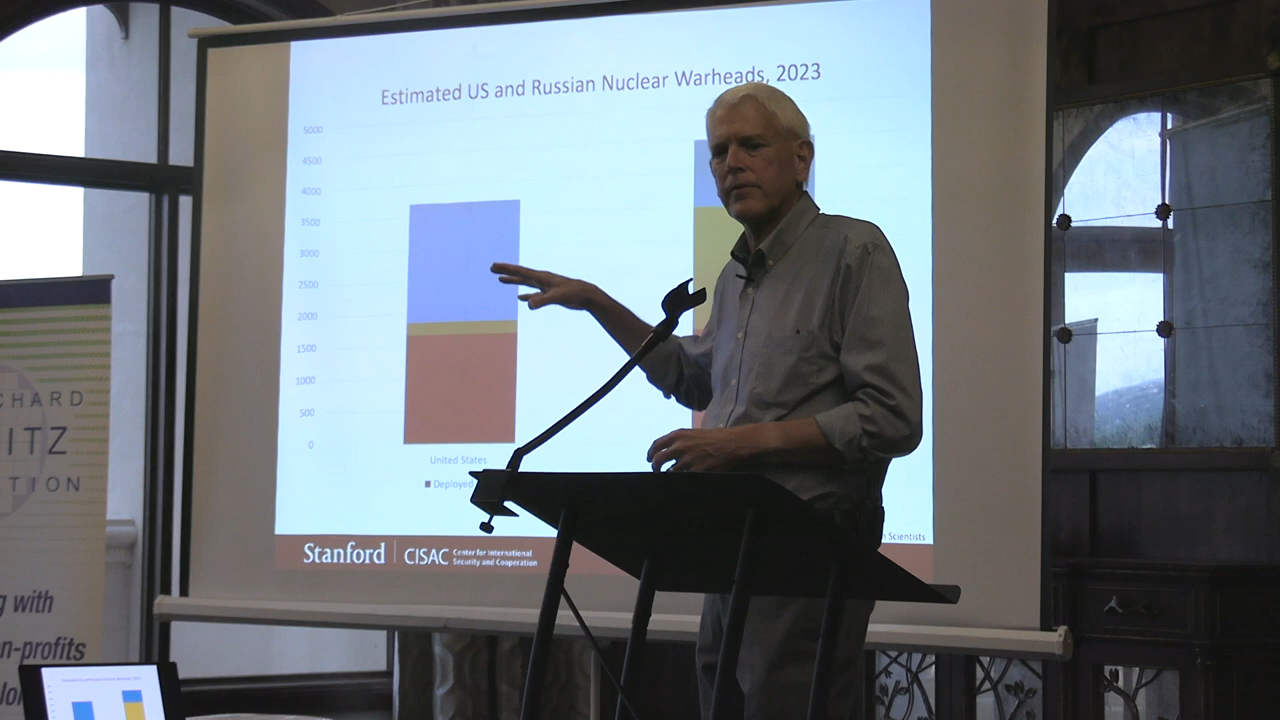 Estimated US and Russian Nuclear Warheads, 2023
5000
4500
4000
3500
3000
2500
2000
1500
1000
500
0
United States
Deployed
Scientists
Stanford
CISAC
Center for International
Security and Cooperation
CHARD
ITZ
ATION
g with
n-profits